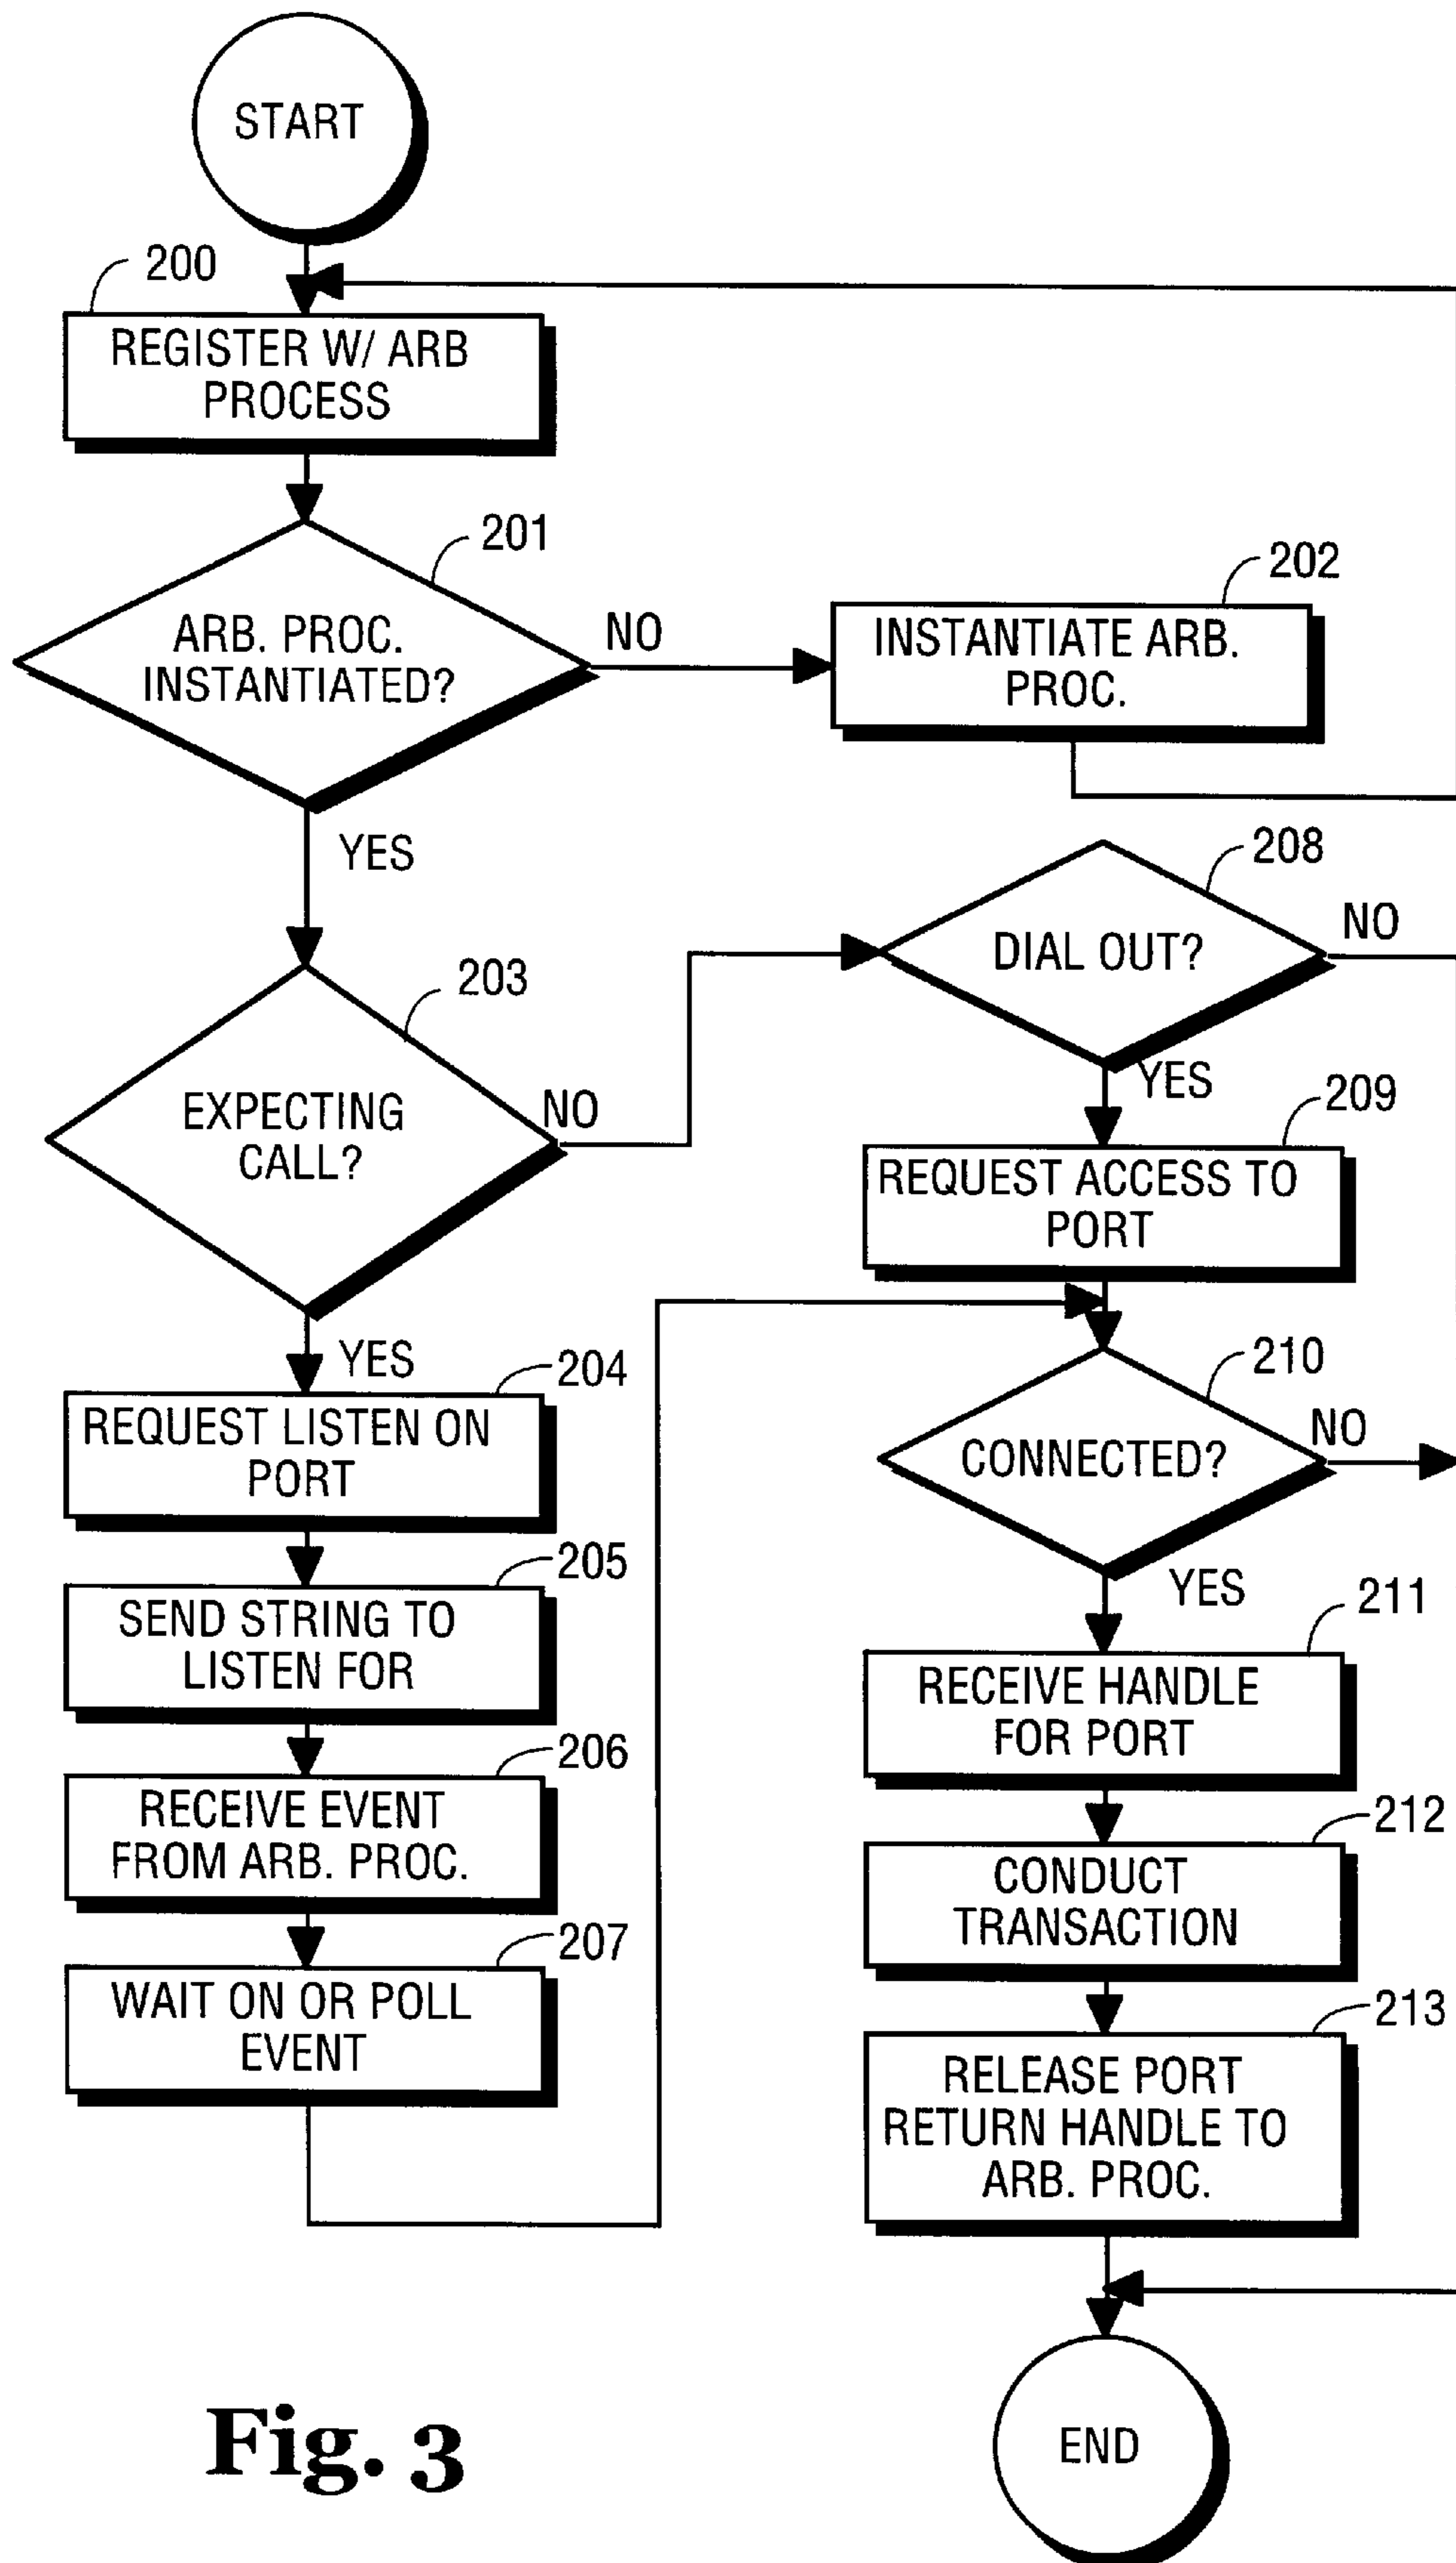 START
200
REGISTER W/ ARB
PROCESS
201
ARB. PROC.
INSTANTIATED?
NO
202
INSTANTIATE ARB.
PROC.
YES
203
EXPECTING
CALL?
NO
208
DIAL OUT?
NO
YES
209
REQUEST ACCESS TO
PORT
YES
204
REQUEST LISTEN ON
PORT
205
SEND STRING TO
LISTEN FOR
206
RECEIVE EVENT
FROM ARB. PROC.
207
WAIT ON OR POLL
EVENT
210
CONNECTED?
NO
YES
211
RECEIVE HANDLE
FOR PORT
212
CONDUCT
TRANSACTION
213
RELEASE PORT
RETURN HANDLE TO
ARB. PROC.
END
Fig. 3